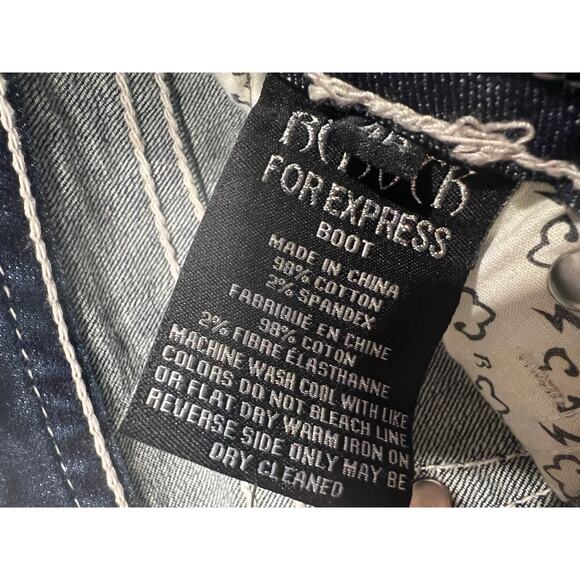 FOR EXPRESS
BOOT
MADE IN CHINA
98% COTTON
2% SPANDEX
FABRIQUE EN CHINE
98% COTON
2% FIBRE ÉLASTHANNE
MACHINE WASH COOL WITH LIKE
COLORS DO NOT BLEACH LINE
OR FLAT DRY WARM IRON ON
REVERSE SIDE ONLY MAY BE
DRY CLEANED